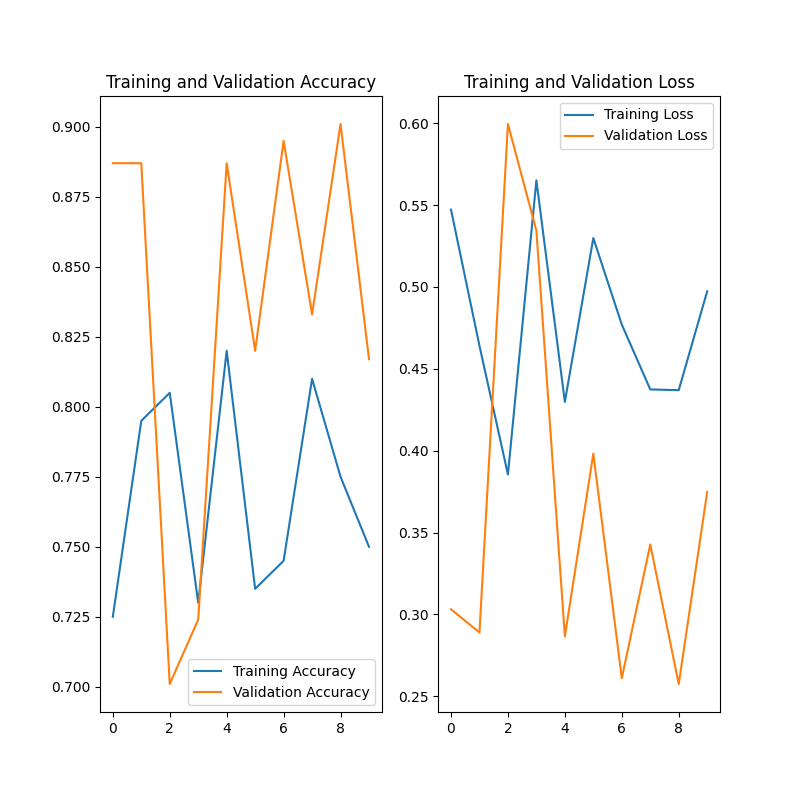 Training and Validation Accuracy
0.900
0.875
0.850
0.825
0.800
0.775
0.750
0.725
0.700
0 2 4 6 8
Training Accuracy
Validation Accuracy
Training and Validation Loss
0.60
0.55
0.50
0.45
0.40
0.35
0.30
0.25
0 2 4 6 8
Training Loss
Validation Loss